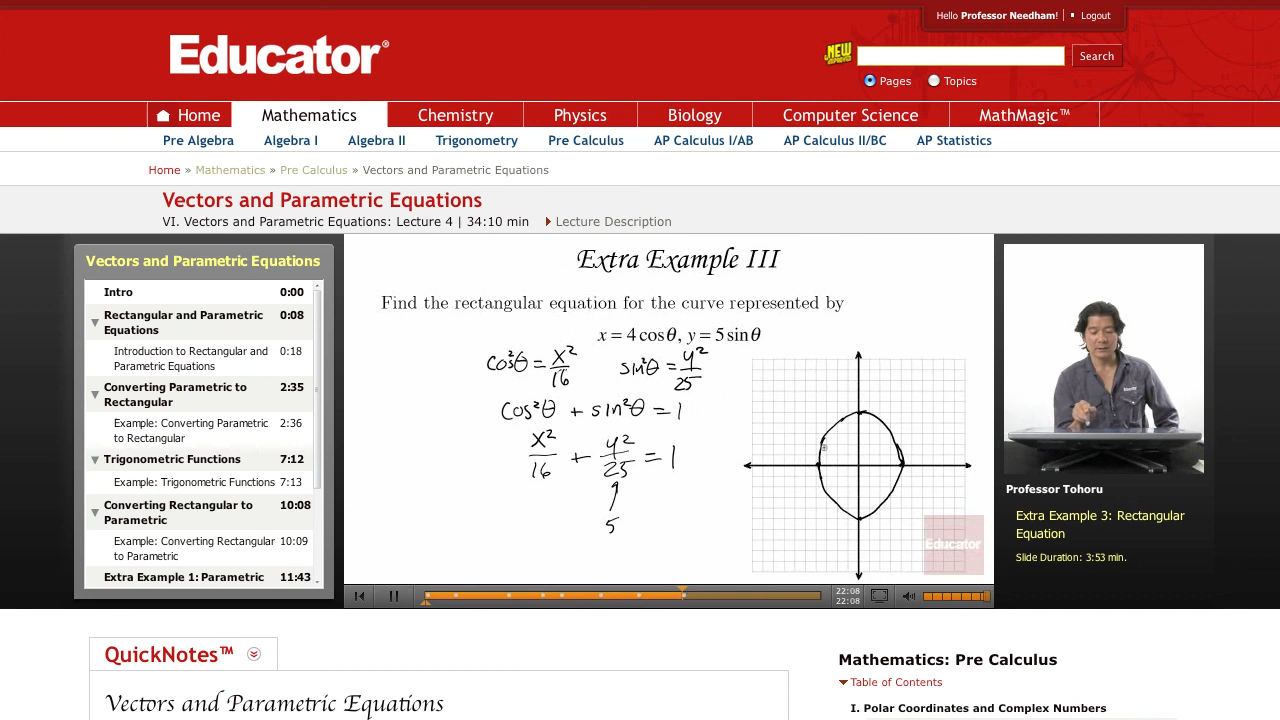 Hello Professor Needham! | ▪ Logout
Educator®
NEW
Search
Pages Topics
Home Mathematics Chemistry Physics Biology Computer Science MathMagic™
Pre Algebra Algebra I Algebra II Trigonometry Pre Calculus AP Calculus I/AB AP Calculus II/BC AP Statistics
Home » Mathematics » Pre Calculus » Vectors and Parametric Equations
Vectors and Parametric Equations
VI. Vectors and Parametric Equations: Lecture 4 | 34:10 min Lecture Description
Vectors and Parametric Equations
Intro 0:00
Rectangular and Parametric 0:08
Equations
Introduction to Rectangular and 0:18
Parametric Equations
Converting Parametric to 2:35
Rectangular
Example: Converting Parametric 2:36
to Rectangular
Trigonometric Functions 7:12
Example: Trigonometric Functions 7:13
Converting Rectangular to 10:08
Parametric
Example: Converting Rectangular 10:09
to Parametric
Extra Example 1: Parametric 11:43
Extra Example III
Find the rectangular equation for the curve represented by
x = 4 cos θ, y = 5 sin θ
cos²θ = x²/16 sin²θ = y²/25
cos²θ + sin²θ = 1
x²/16 + y²/25 = 1
5
Educator
22:08
22:08
Professor Tohoru
Extra Example 3: Rectangular
Equation
Slide Duration: 3:53 min.
QuickNotes™
Vectors and Parametric Equations
Mathematics: Pre Calculus
Table of Contents
I. Polar Coordinates and Complex Numbers